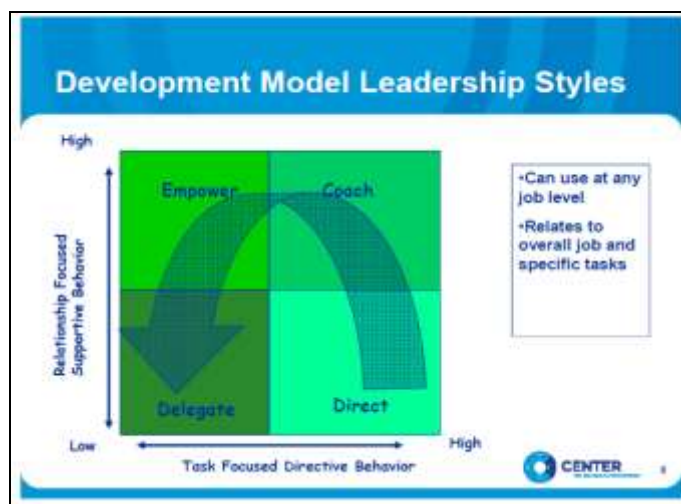 Development Model Leadership Styles
High
Empower
Coach
•Can use at any
job level
•Relates to
overall job and
specific tasks
Relationship Focused
Supportive Behavior
Delegate
Direct
Low
High
Task Focused Directive Behavior
CENTER